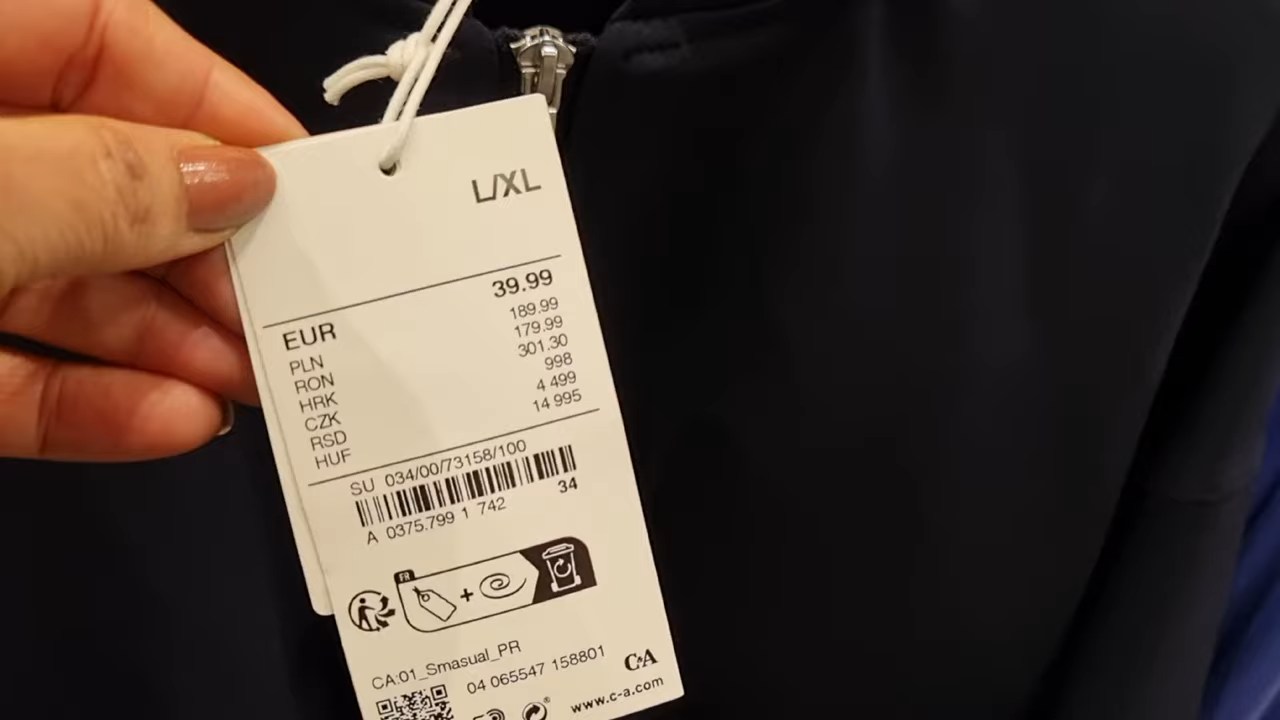 L/XL
EUR 39.99
PLN 189.99
RON 179.99
HRK 301.30
CZK 998
RSD 4 499
HUF 14 995
SU 034/00/73158/100
34
A 0375.799 1 742
FR
+
CA:01_Smasual_PR
04 065547 158801
C&A
www.c-a.com